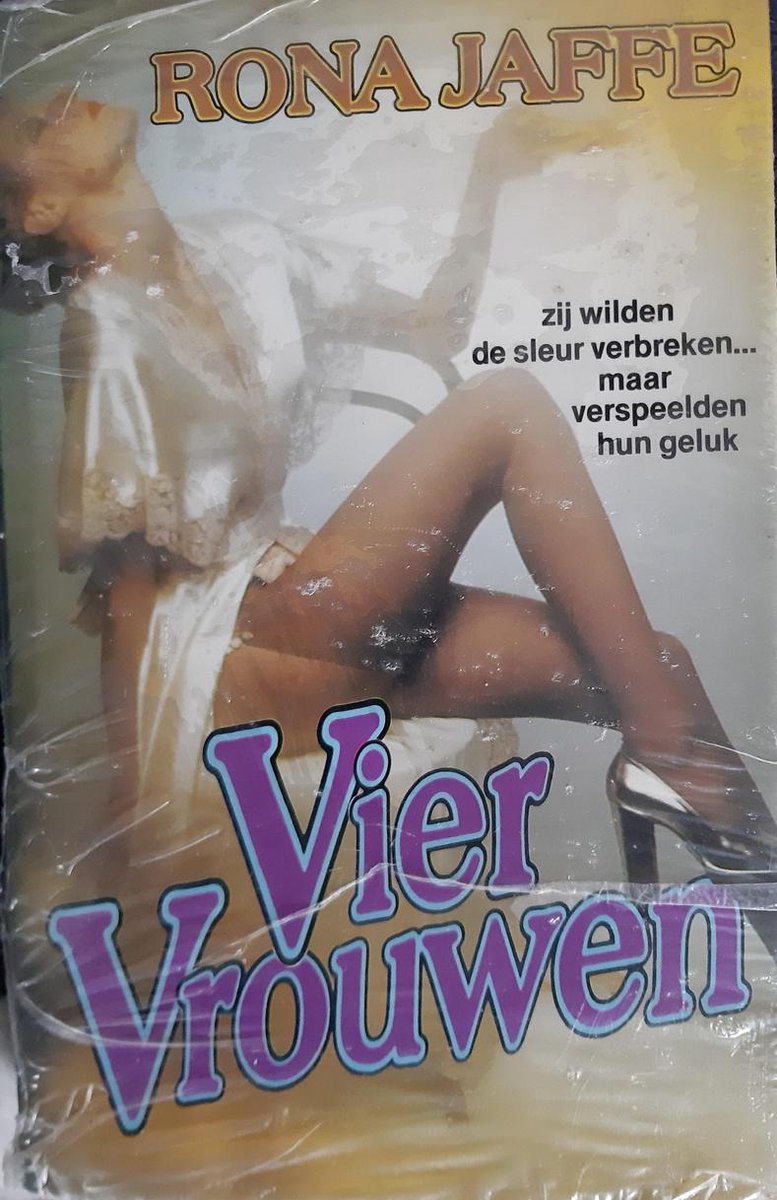 RONA JAFFE
zij wilden
de sleur verbreken...
maar
verspeelden
hun geluk
Vier
Vrouwen